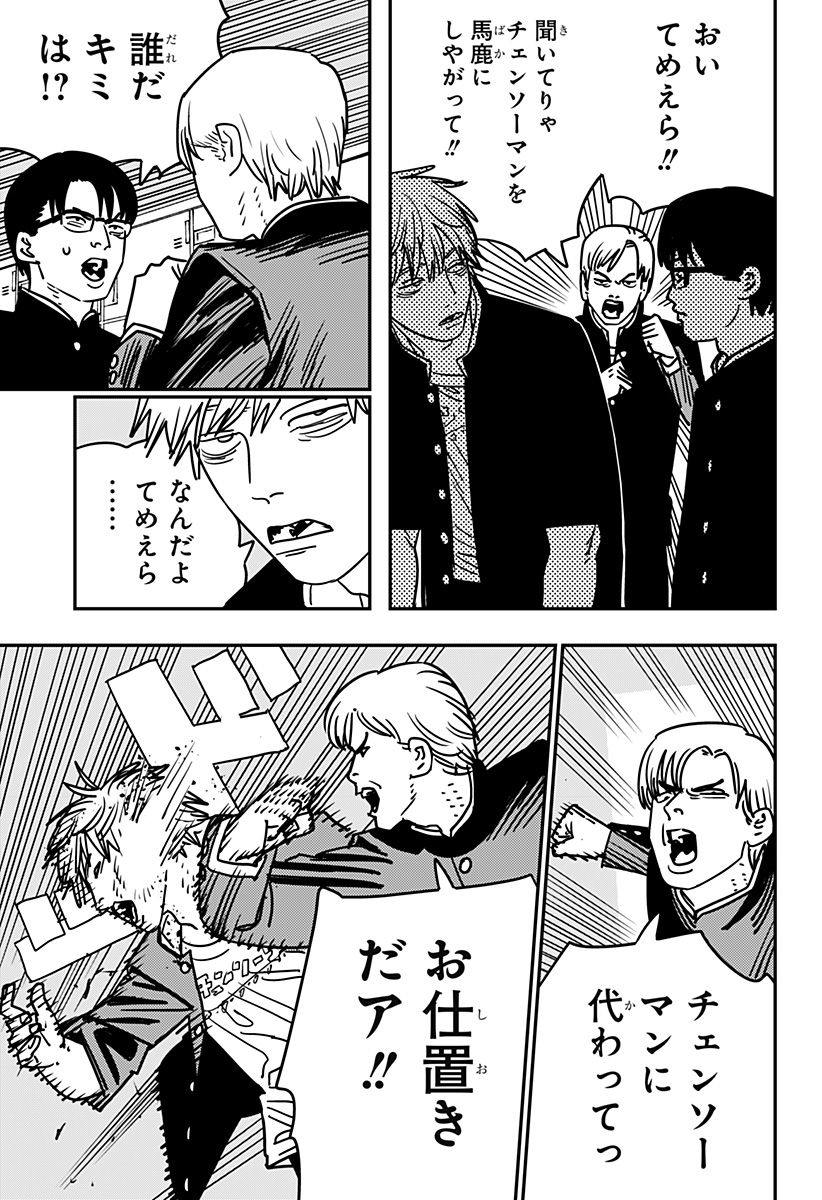 おい
てめえら!!
聞いてりゃ
チェンソーマンを
馬鹿に
しやがって!!
誰だ
キミ
は!?
なんだよ
てめえら
……
チェンソー
マンに
代わってっ
お仕置き
だア!!
ドド